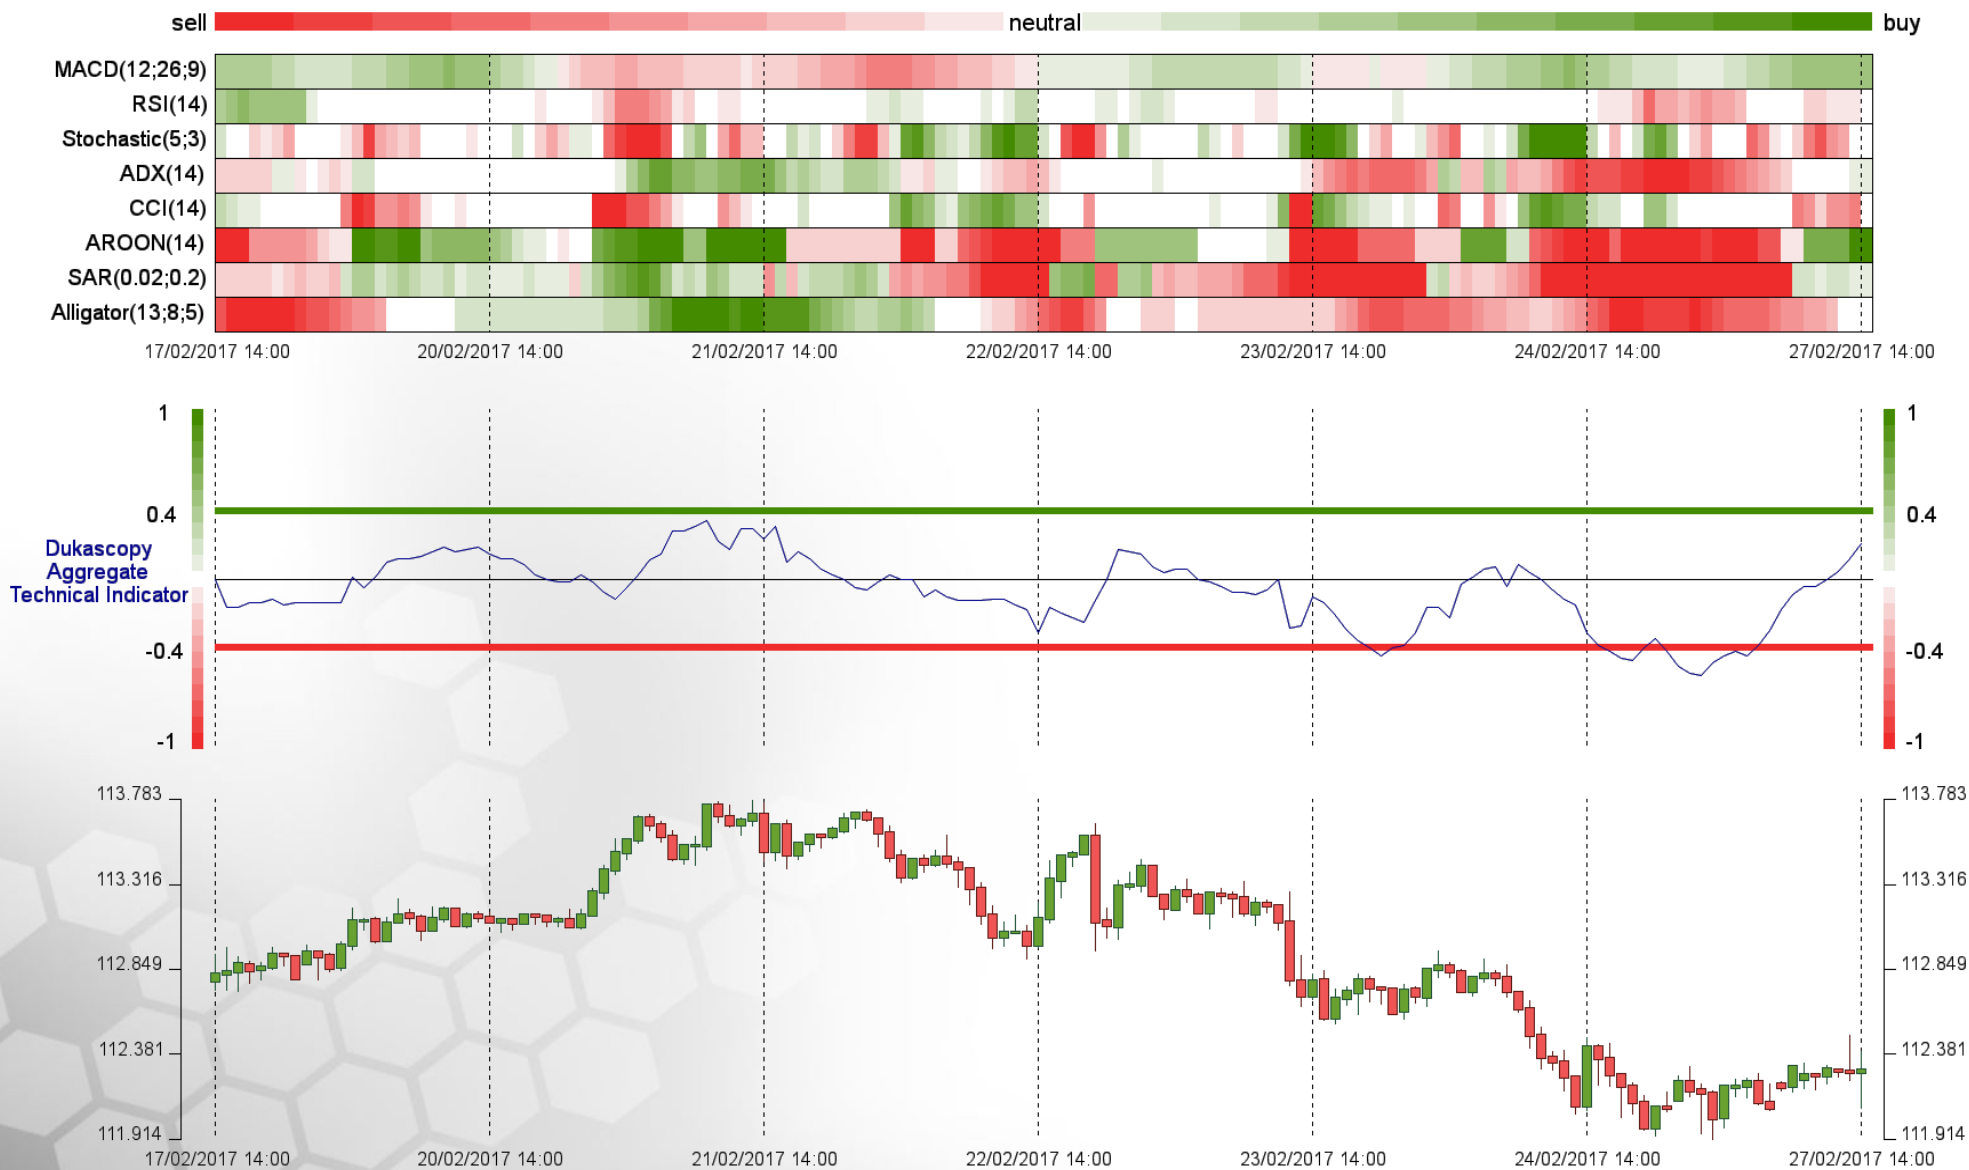 sell neutral buy
MACD(12;26;9)
RSI(14)
Stochastic(5;3)
ADX(14)
CCI(14)
AROON(14)
SAR(0.02;0.2)
Alligator(13;8;5)
17/02/2017 14:00 20/02/2017 14:00 21/02/2017 14:00 22/02/2017 14:00 23/02/2017 14:00 24/02/2017 14:00 27/02/2017 14:00
1 1
0.4 0.4
Dukascopy
Aggregate
Technical Indicator
-0.4 -0.4
-1 -1
113.783 113.783
113.316 113.316
112.849 112.849
112.381 112.381
111.914 111.914
17/02/2017 14:00 20/02/2017 14:00 21/02/2017 14:00 22/02/2017 14:00 23/02/2017 14:00 24/02/2017 14:00 27/02/2017 14:00